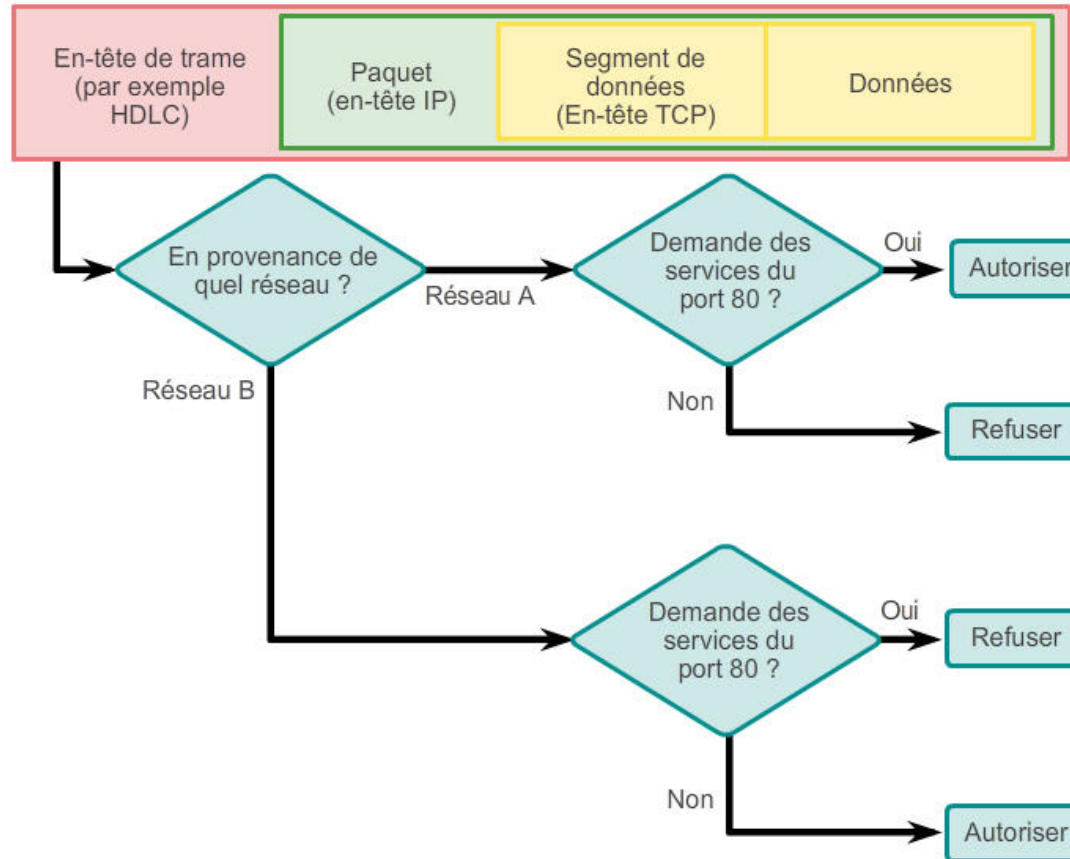 En-tête de trame
(par exemple
HDLC)
Paquet
(en-tête IP)
Segment de
données
(En-tête TCP)
Données
En provenance de
quel réseau ?
Réseau A
Demande des
services du
port 80 ?
Oui
Autoriser
Non
Refuser
Réseau B
Demande des
services du
port 80 ?
Oui
Refuser
Non
Autoriser